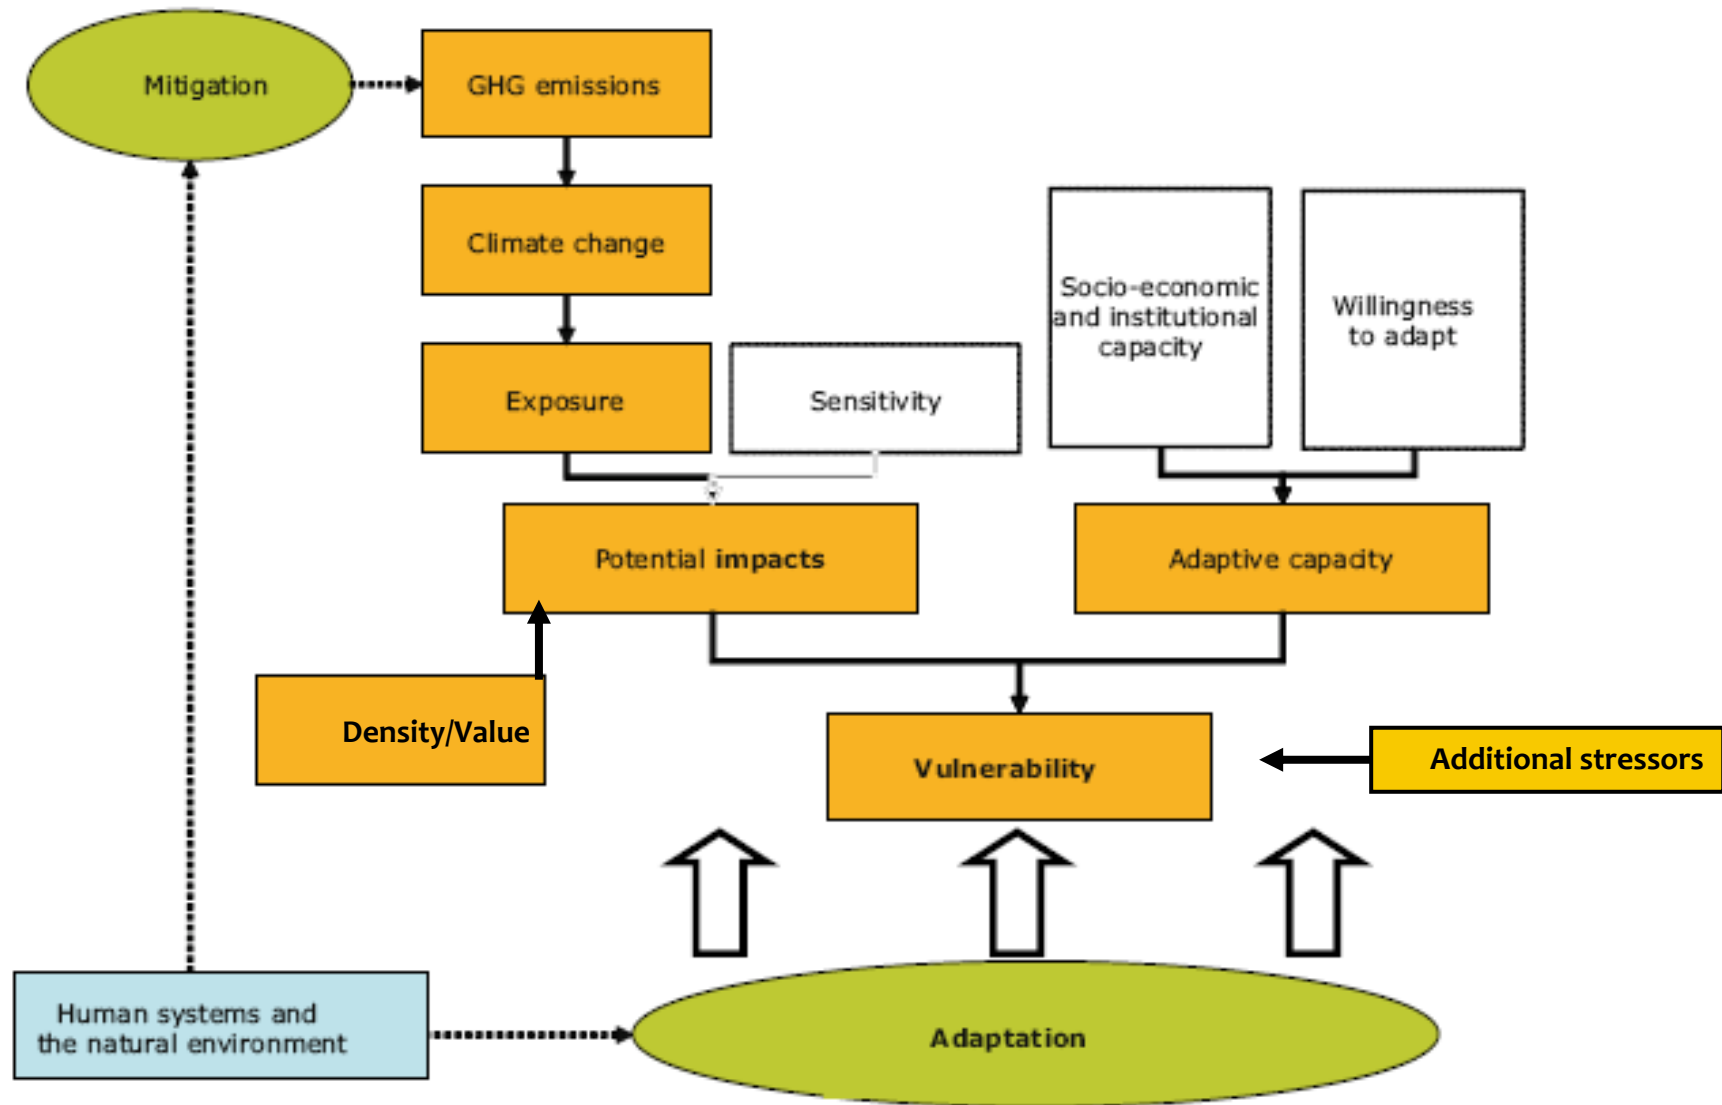 Mitigation
GHG emissions
Climate change
Socio-economic
and institutional
capacity
Willingness
to adapt
Exposure
Sensitivity
Potential impacts
Adaptive capacity
Density/Value
Vulnerability
Additional stressors
Human systems and
the natural environment
Adaptation